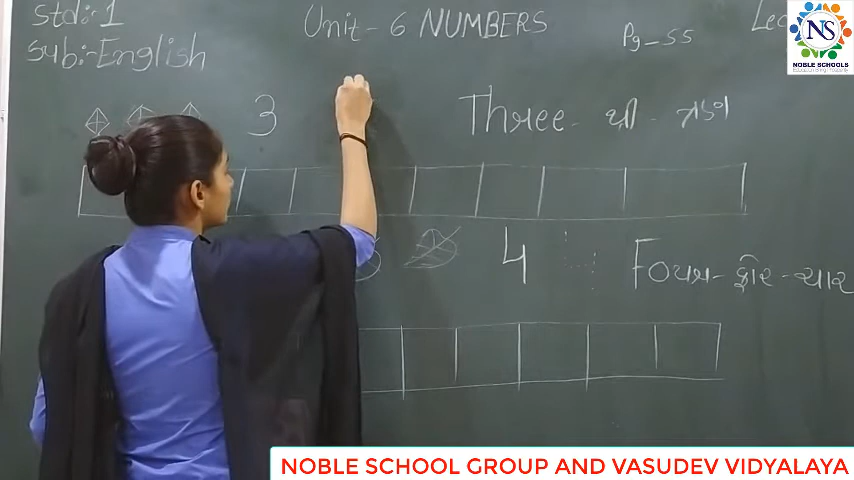 Std:-1
Unit-6 NUMBERS
Sub:-English
Pg-55
NS
NOBLE SCHOOLS
3 Three - થ્રી - ત્રણ
4 Four - ફોર - ચાર
NOBLE SCHOOL GROUP AND VASUDEV VIDYALAYA